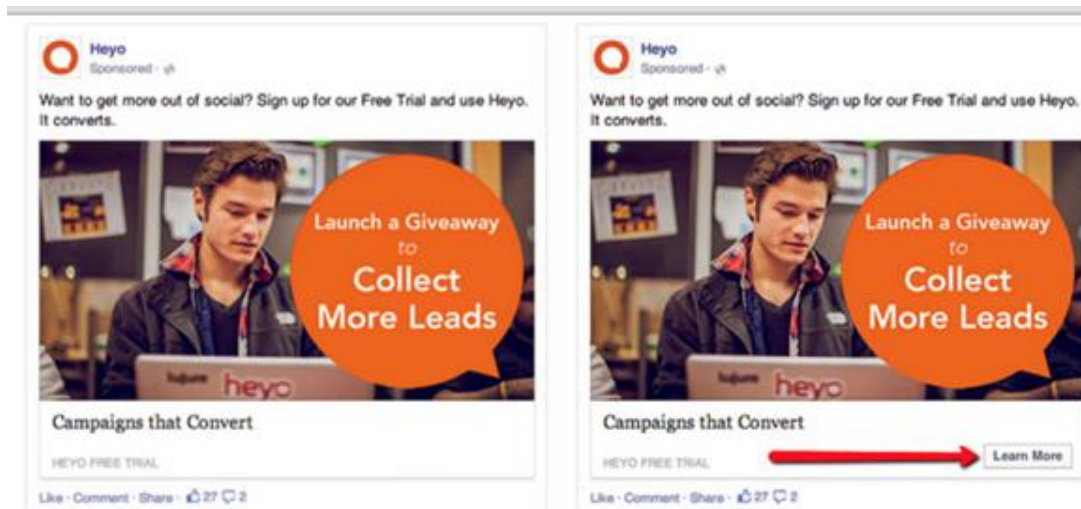 Heyo
Sponsored ·
Want to get more out of social? Sign up for our Free Trial and use Heyo.
It converts.
Launch a Giveaway
to
Collect
More Leads
heyo
Campaigns that Convert
HEYO FREE TRIAL
Like · Comment · Share · 27 2
Heyo
Sponsored ·
Want to get more out of social? Sign up for our Free Trial and use Heyo.
It converts.
Launch a Giveaway
to
Collect
More Leads
heyo
Campaigns that Convert
HEYO FREE TRIAL
Learn More
Like · Comment · Share · 27 2